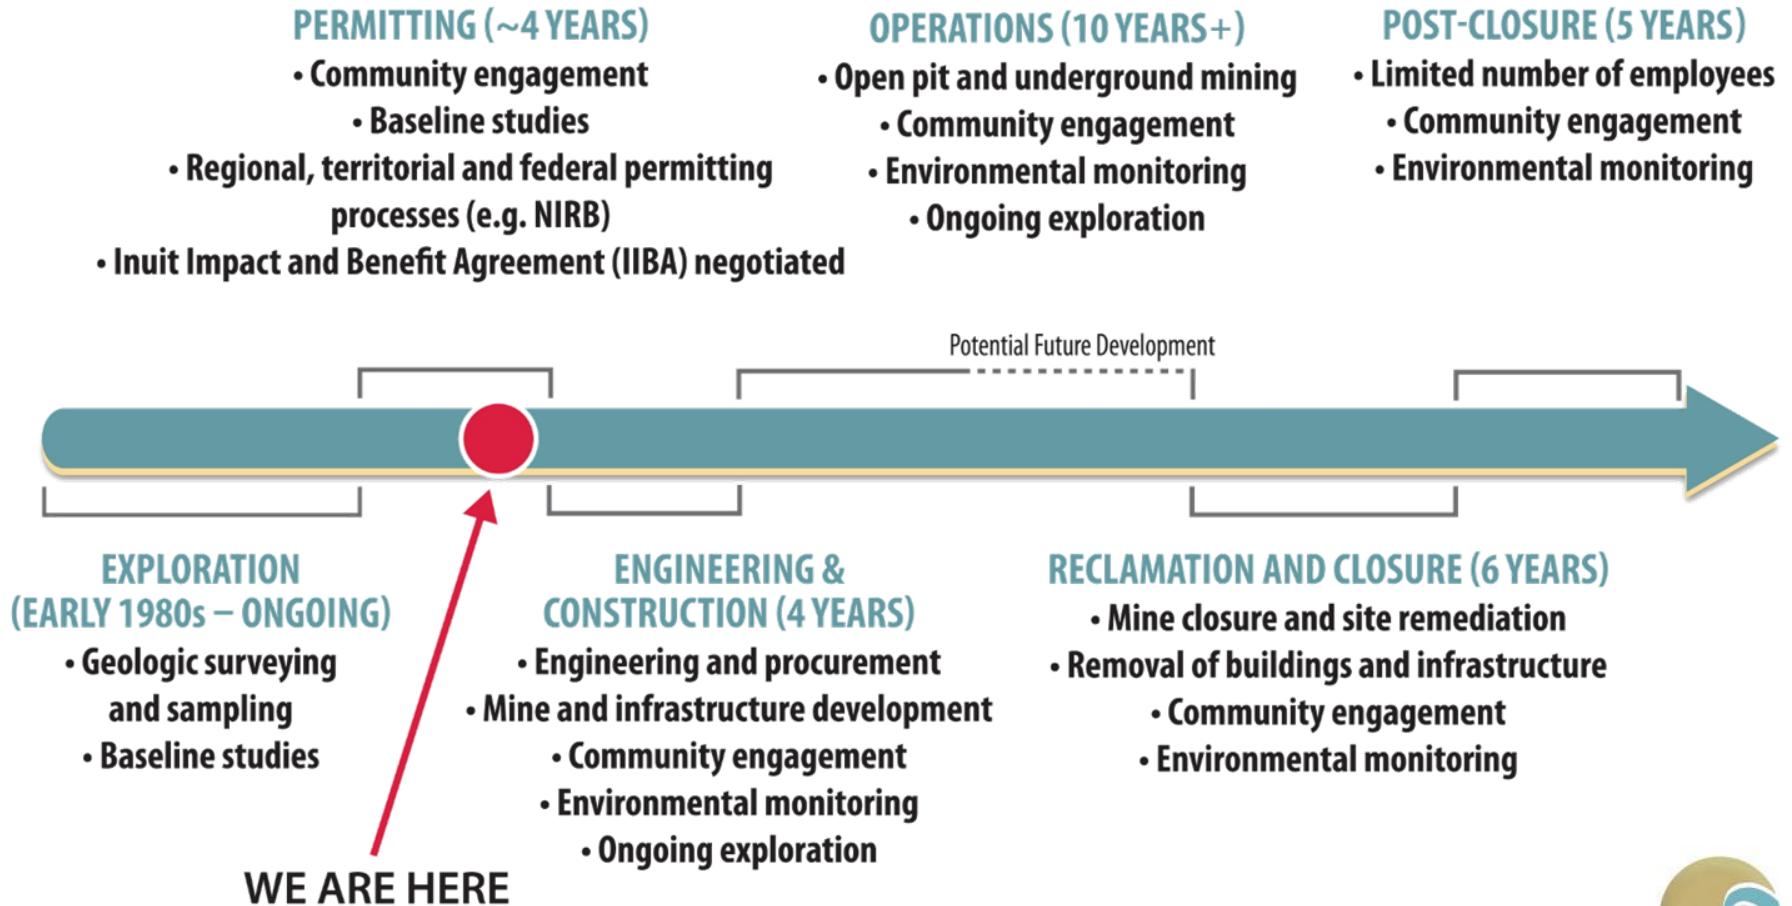 PERMITTING (~4 YEARS)
• Community engagement
• Baseline studies
• Regional, territorial and federal permitting
processes (e.g. NIRB)
• Inuit Impact and Benefit Agreement (IIBA) negotiated
OPERATIONS (10 YEARS+)
• Open pit and underground mining
• Community engagement
• Environmental monitoring
• Ongoing exploration
POST-CLOSURE (5 YEARS)
• Limited number of employees
• Community engagement
• Environmental monitoring
Potential Future Development
EXPLORATION
(EARLY 1980s – ONGOING)
• Geologic surveying
and sampling
• Baseline studies
WE ARE HERE
ENGINEERING &
CONSTRUCTION (4 YEARS)
• Engineering and procurement
• Mine and infrastructure development
• Community engagement
• Environmental monitoring
• Ongoing exploration
RECLAMATION AND CLOSURE (6 YEARS)
• Mine closure and site remediation
• Removal of buildings and infrastructure
• Community engagement
• Environmental monitoring